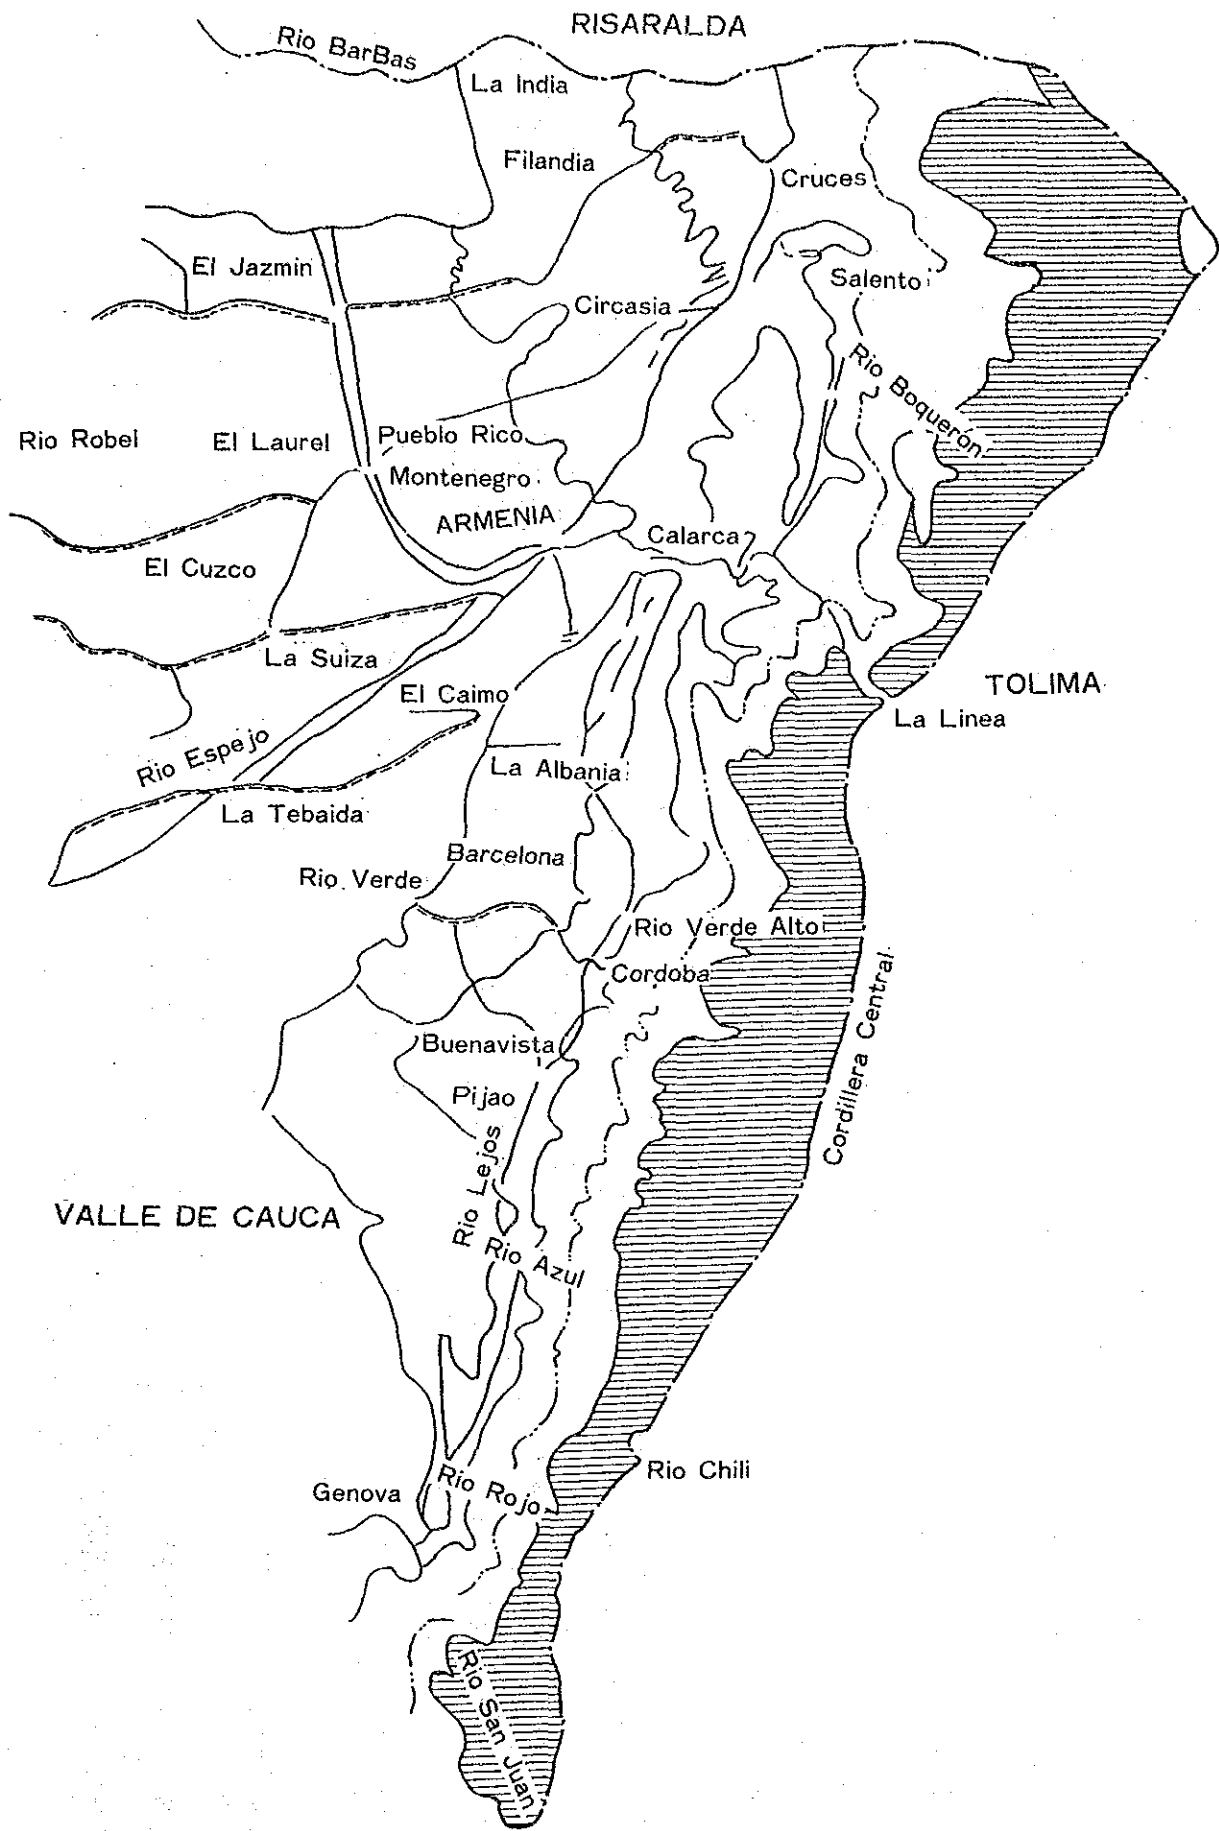 RISARALDA
Rio BarBas
La India
Filandia
Cruces
El Jazmin
Salento
Circasia
Rio Boquerón
Rio Robel
El Laurel
Pueblo Rico
Montenegro
ARMENIA
Calarca
El Cuzco
La Suiza
El Caimo
TOLIMA
La Linea
Rio Espejo
La Albania
La Tebaida
Barcelona
Rio Verde
Rio Verde Alto
Cordoba
Cordillera Central
Buenavista
Pijao
Rio Lejos
VALLE DE CAUCA
Rio Azul
Rio Chili
Rio Rojo
Genova
Rio San Juan